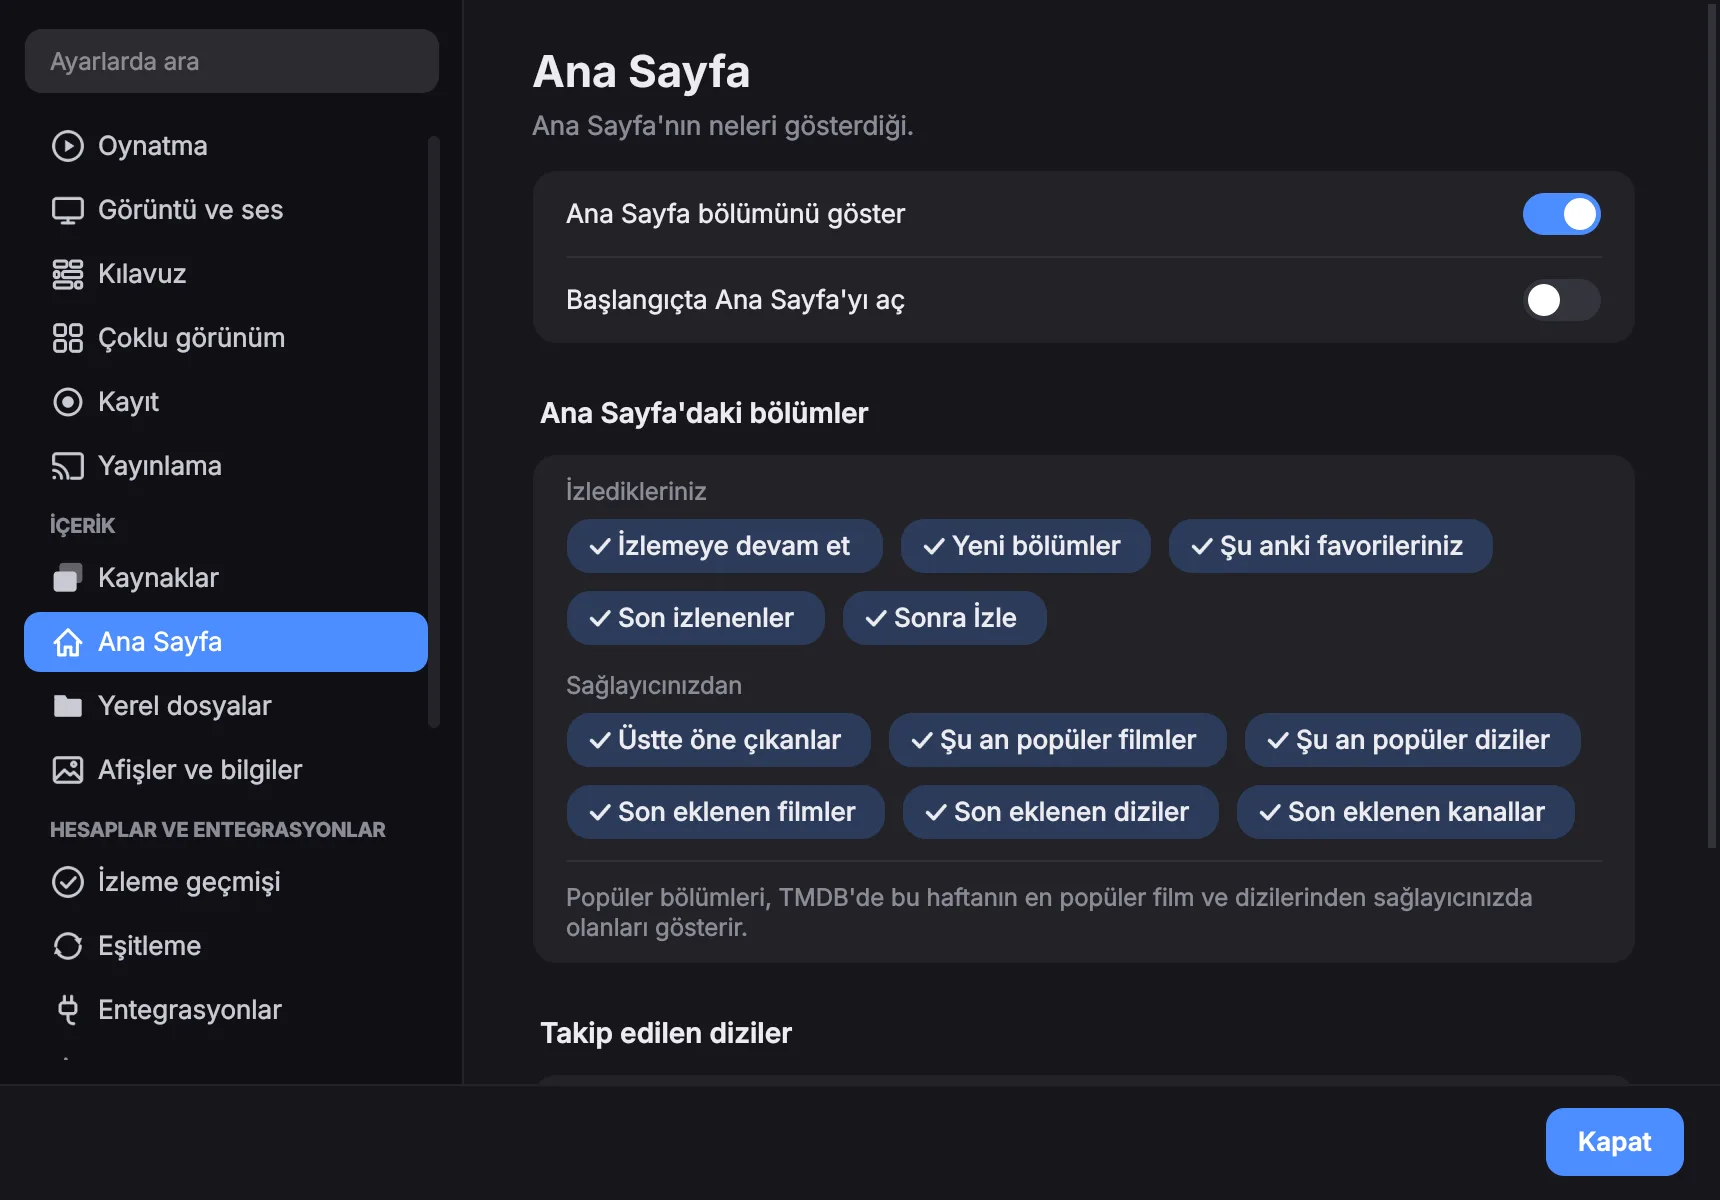 Ayarlarda ara
Oynatma
Görüntü ve ses
Kılavuz
Çoklu görünüm
Kayıt
Yayınlama
İÇERİK
Kaynaklar
Ana Sayfa
Yerel dosyalar
Afişler ve bilgiler
HESAPLAR VE ENTEGRASYONLAR
İzleme geçmişi
Eşitleme
Entegrasyonlar
Ana Sayfa
Ana Sayfa'nın neleri gösterdiği.
Ana Sayfa bölümünü göster
Başlangıçta Ana Sayfa'yı aç
Ana Sayfa'daki bölümler
İzledikleriniz
İzlemeye devam et
Yeni bölümler
Şu anki favorileriniz
Son izlenenler
Sonra İzle
Sağlayıcınızdan
Üstte öne çıkanlar
Şu an popüler filmler
Şu an popüler diziler
Son eklenen filmler
Son eklenen diziler
Son eklenen kanallar
Popüler bölümleri, TMDB'de bu haftanın en popüler film ve dizilerinden sağlayıcınızda
olanları gösterir.
Takip edilen diziler
Kapat